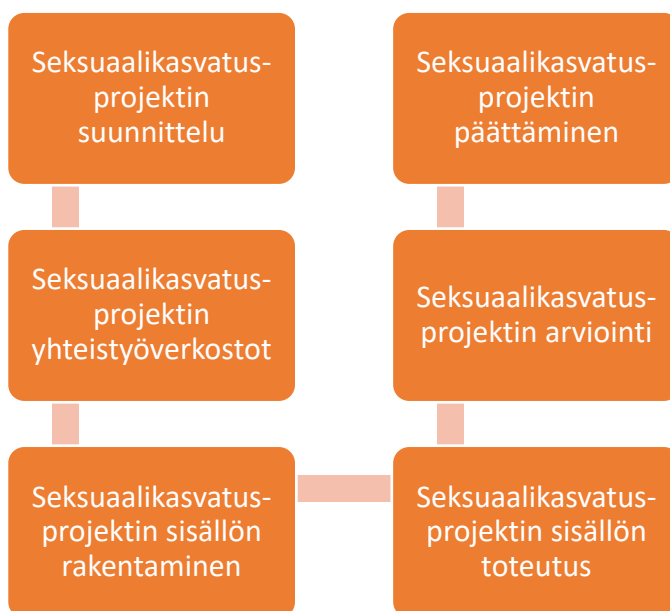 Seksuaalikasvatus-
projektin
suunnittelu
Seksuaalikasvatus-
projektin
yhteistyöverkostot
Seksuaalikasvatus-
projektin sisällön
rakentaminen
Seksuaalikasvatus-
projektin sisällön
toteutus
Seksuaalikasvatus-
projektin arviointi
Seksuaalikasvatus-
projektin
päättäminen